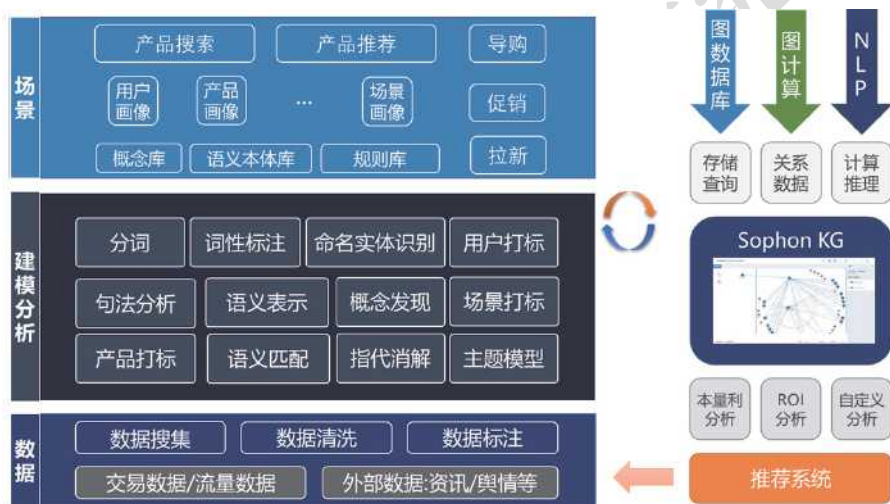 场景
产品搜索
产品推荐
导购
用户
画像
产品
画像
...
场景
画像
促销
概念库
语义本体库
规则库
拉新
建模分析
分词
词性标注
命名实体识别
用户打标
句法分析
语义表示
概念发现
场景打标
产品打标
语义匹配
指代消解
主题模型
数据
数据搜集
数据清洗
数据标注
交易数据/流量数据
外部数据:资讯/舆情等
图数据库
图计算
NLP
存储
查询
关系
数据
计算
推理
Sophon KG
本量利
分析
ROI
分析
自定义
分析
推荐系统